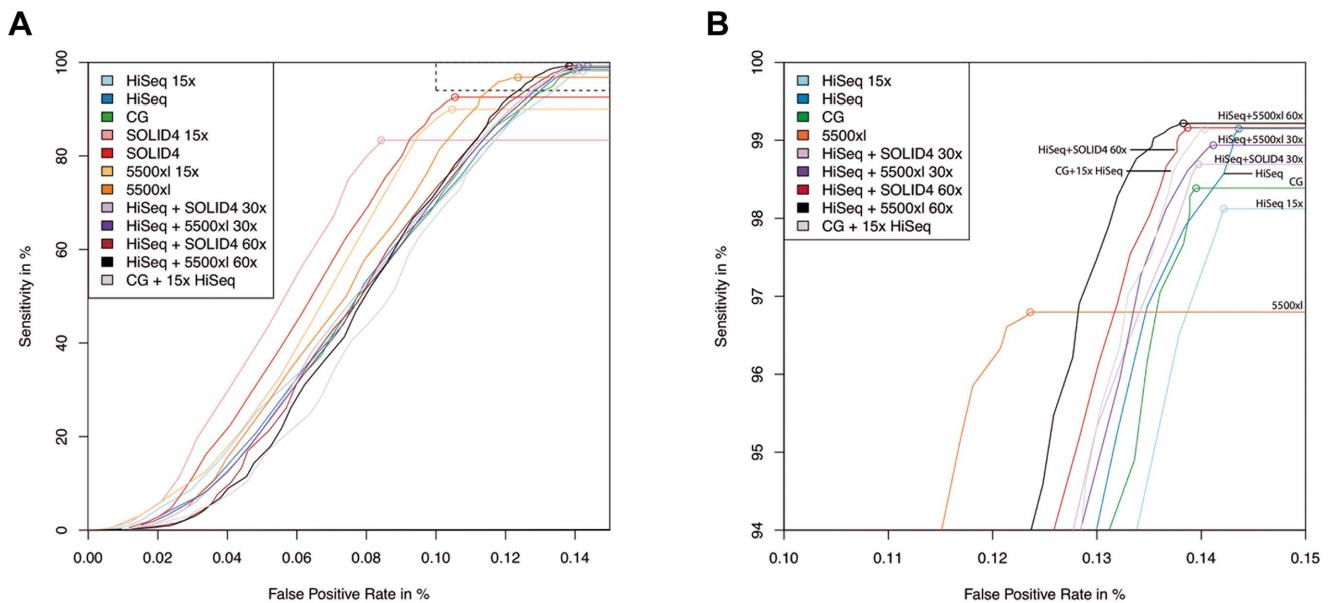 A
B
100
80
60
40
20
0
Sensitivity in %
HiSeq 15x
HiSeq
CG
SOLID4 15x
SOLID4
5500xl 15x
5500xl
HiSeq + SOLID4 30x
HiSeq + 5500xl 30x
HiSeq + SOLID4 60x
HiSeq + 5500xl 60x
CG + 15x HiSeq
0.00 0.02 0.04 0.06 0.08 0.10 0.12 0.14
False Positive Rate in %
100
99
98
97
96
95
94
Sensitivity in %
HiSeq 15x
HiSeq
CG
5500xl
HiSeq + SOLID4 30x
HiSeq + 5500xl 30x
HiSeq + SOLID4 60x
HiSeq + 5500xl 60x
CG + 15x HiSeq
HiSeq+5500xl 60x
HiSeq+SOLID4 60x
HiSeq+5500xl 30x
HiSeq+SOLID4 30x
CG+15x HiSeq
HiSeq
CG
HiSeq 15x
5500xl
0.10 0.11 0.12 0.13 0.14 0.15
False Positive Rate in %